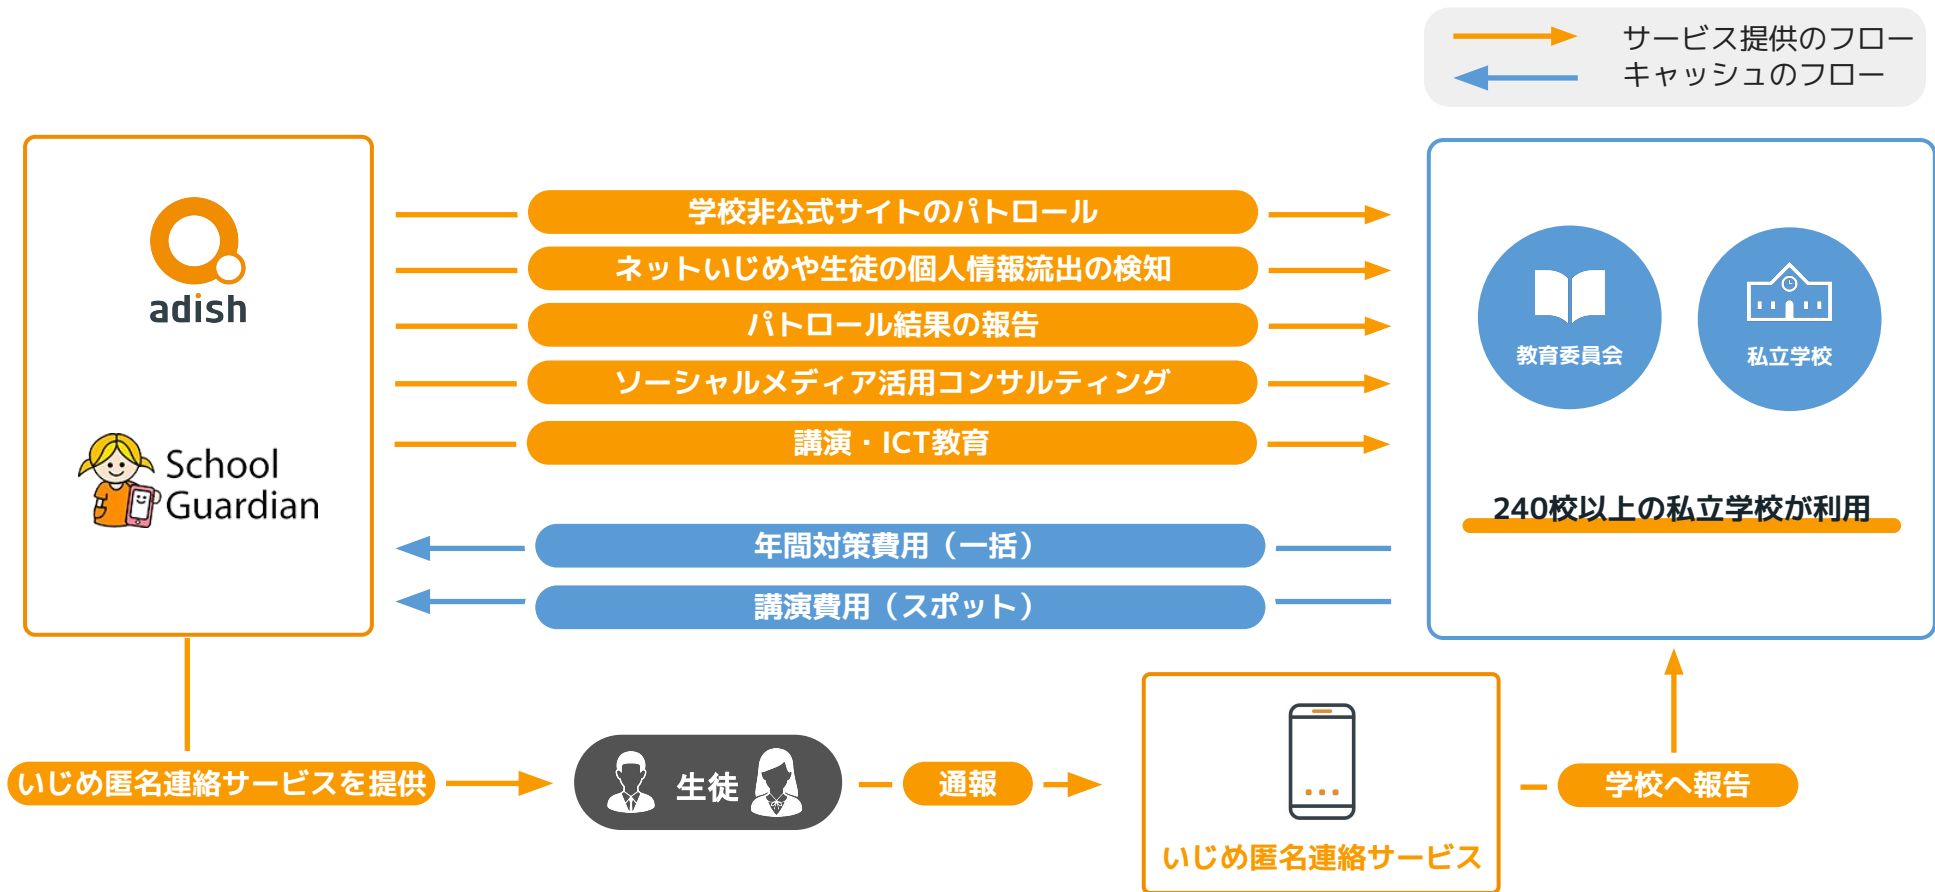 サービス提供のフロー
キャッシュのフロー
adish
School
Guardian
学校非公式サイトのパトロール
ネットいじめや生徒の個人情報流出の検知
パトロール結果の報告
ソーシャルメディア活用コンサルティング
講演・ICT教育
年間対策費用（一括）
講演費用（スポット）
教育委員会
私立学校
240校以上の私立学校が利用
いじめ匿名連絡サービスを提供
生徒
通報
いじめ匿名連絡サービス
学校へ報告